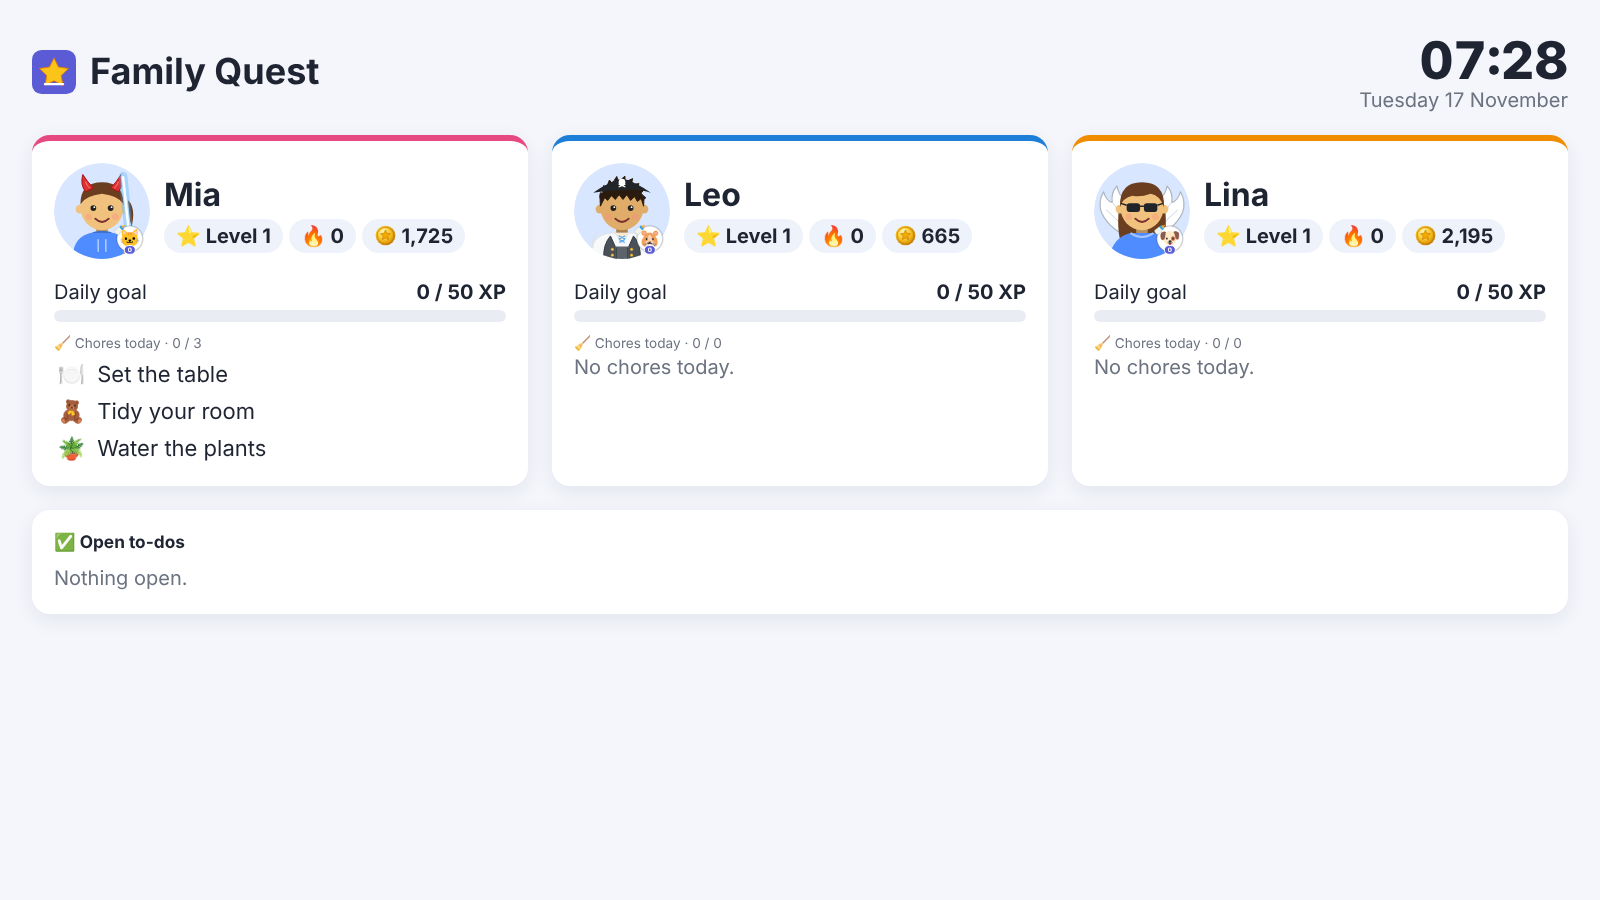 Family Quest
07:28
Tuesday 17 November
Mia
Level 1 0 1,725
Daily goal 0 / 50 XP
Chores today · 0 / 3
Set the table
Tidy your room
Water the plants
Leo
Level 1 0 665
Daily goal 0 / 50 XP
Chores today · 0 / 0
No chores today.
Lina
Level 1 0 2,195
Daily goal 0 / 50 XP
Chores today · 0 / 0
No chores today.
Open to-dos
Nothing open.